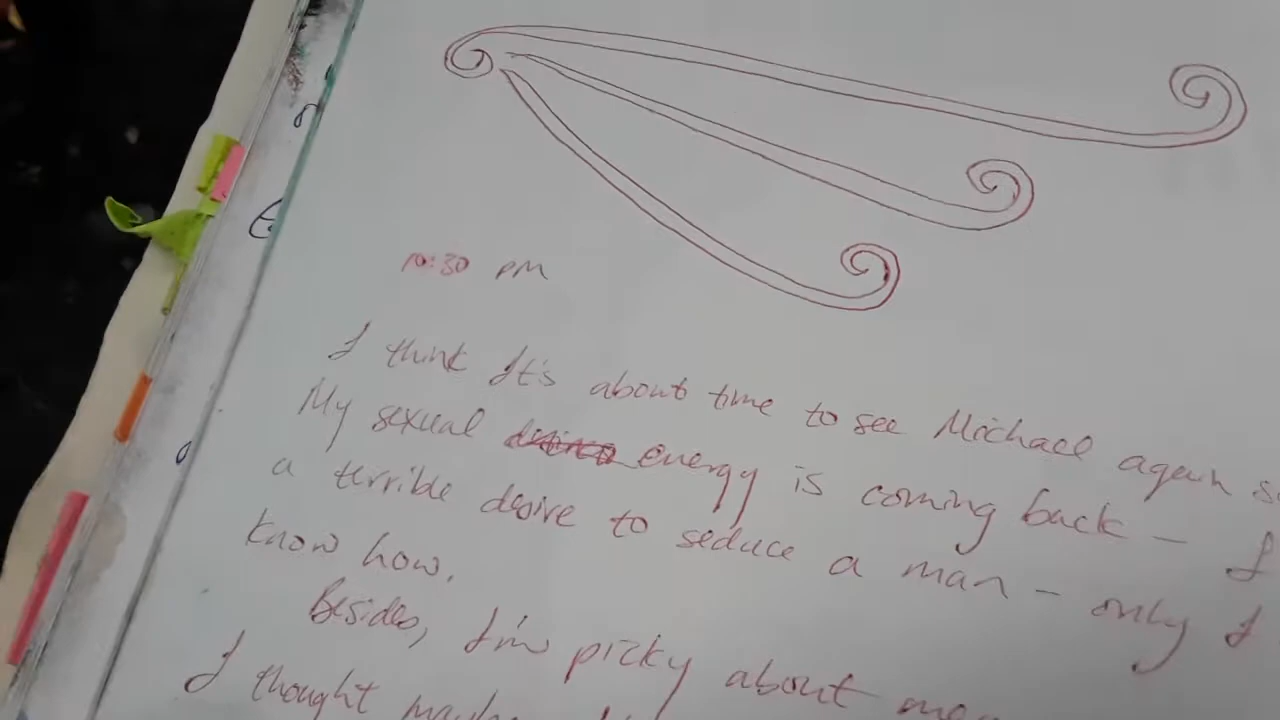 10:30 pm
I think It's about time to see Michael again
My sexual energy is coming back – I
a terrible desire to seduce a man – only I
know how.
Besides, I'm picky about
I thought maybe